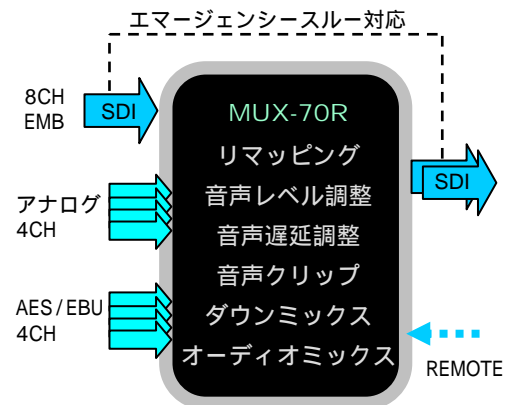 エマージェンシースルー対応
8CH
EMB
SDI
MUX-70R
リマッピング
音声レベル調整
音声遅延調整
音声クリップ
ダウンミックス
オーディオミックス
SDI
アナログ
4CH
AES/EBU
4CH
REMOTE